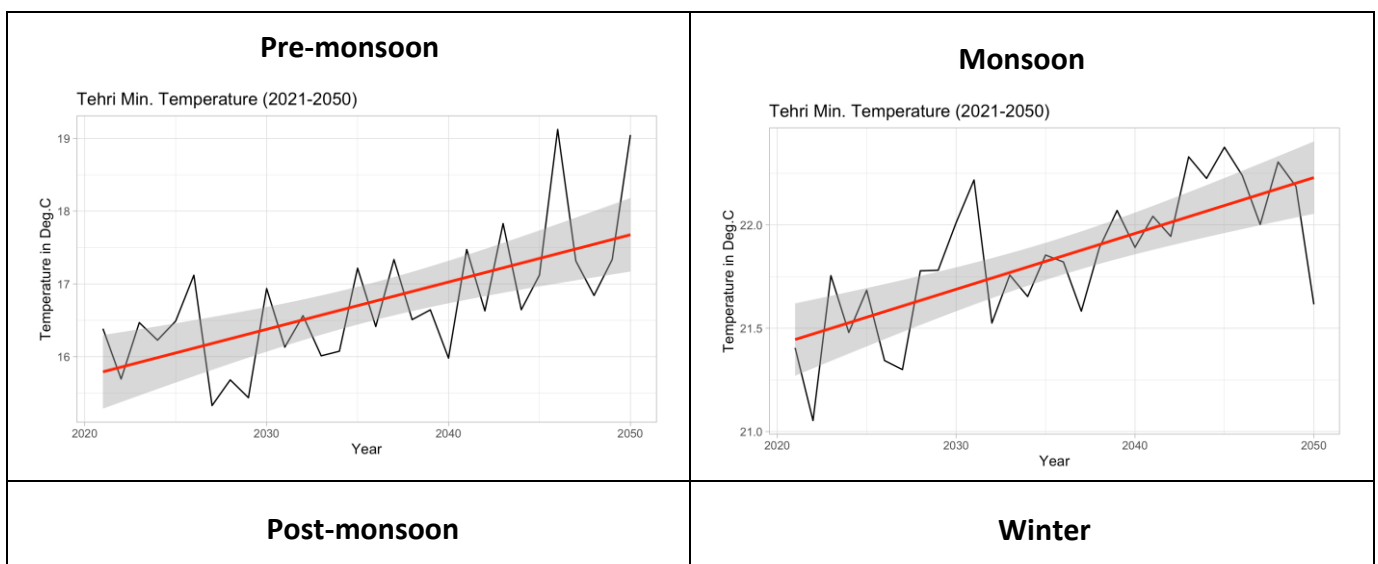 Pre-monsoon
Tehri Min. Temperature (2021-2050)
Temperature in Deg.C
19
18
17
16
2020
2030
2040
2050
Year
Monsoon
Tehri Min. Temperature (2021-2050)
Temperature in Deg.C
22.0
21.5
21.0
2020
2030
2040
2050
Year
Post-monsoon
Winter